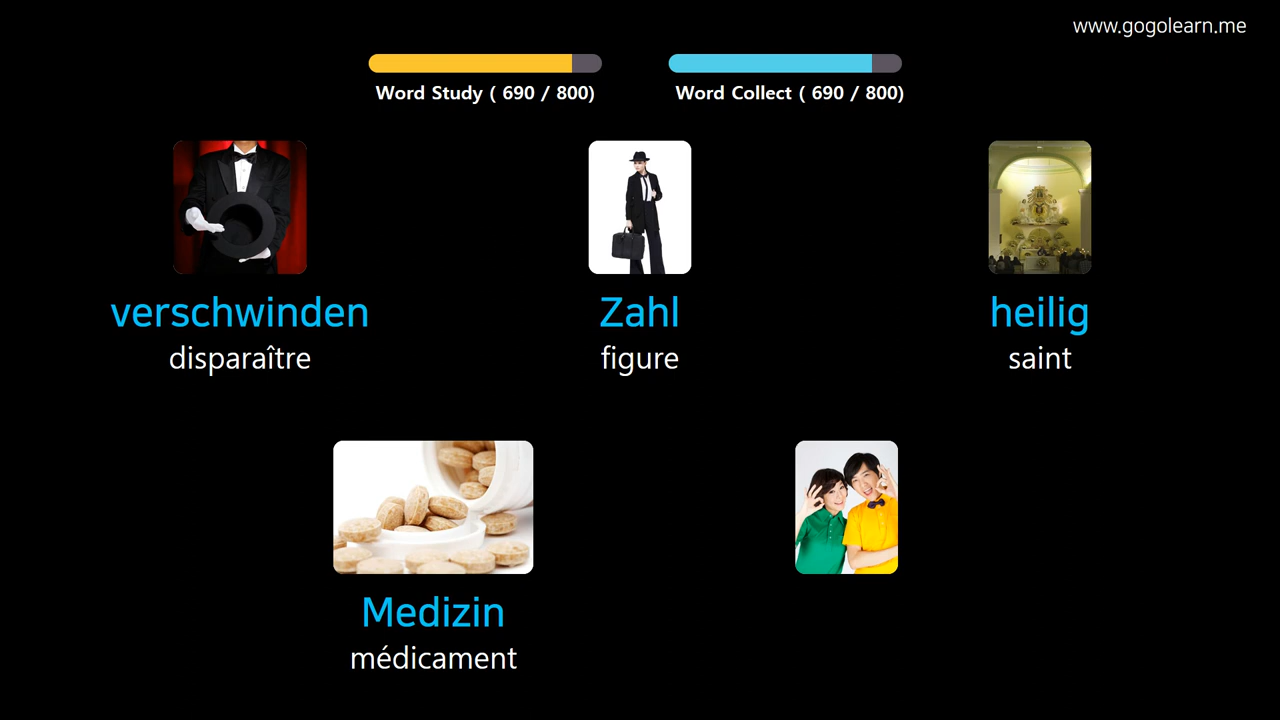 www.gogolearn.me
Word Study ( 690 / 800)
Word Collect ( 690 / 800)
verschwinden
disparaître
Zahl
figure
heilig
saint
Medizin
médicament